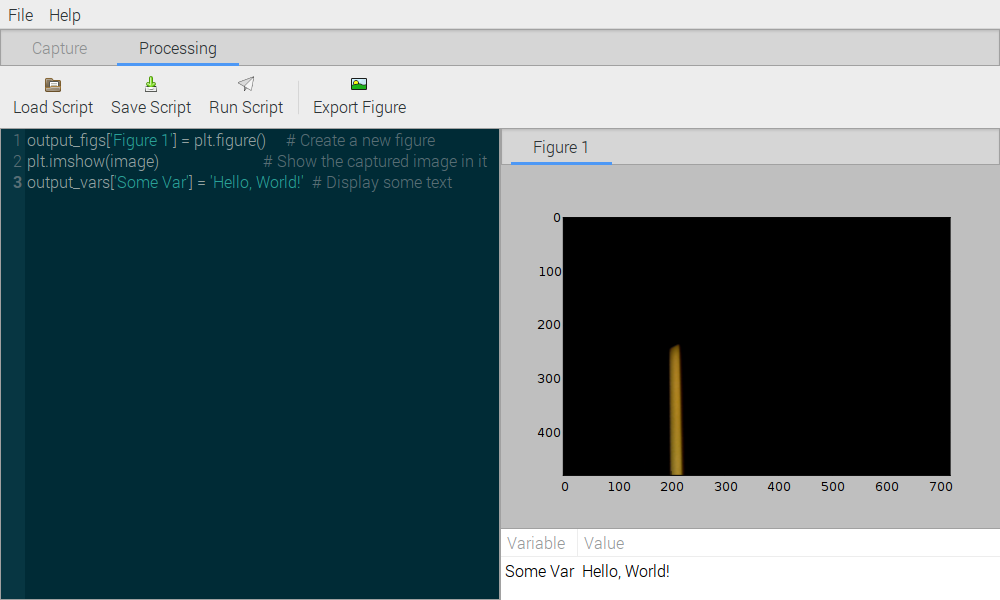 File Help
Capture Processing
Load Script Save Script Run Script Export Figure
1 output_figs['Figure 1'] = plt.figure() # Create a new figure
2 plt.imshow(image) # Show the captured image in it
3 output_vars['Some Var'] = 'Hello, World!' # Display some text
Figure 1
0
100
200
300
400
0 100 200 300 400 500 600 700
Variable Value
Some Var Hello, World!